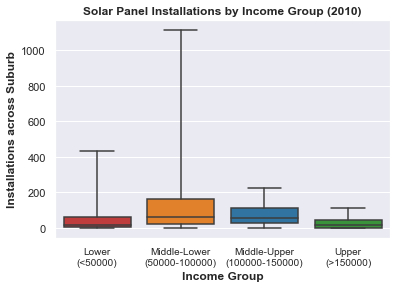 Solar Panel Installations by Income Group (2010)
Installations across Suburb
1000
800
600
400
200
0
Lower
(<50000)
Middle-Lower
(50000-100000)
Middle-Upper
(100000-150000)
Upper
(>150000)
Income Group